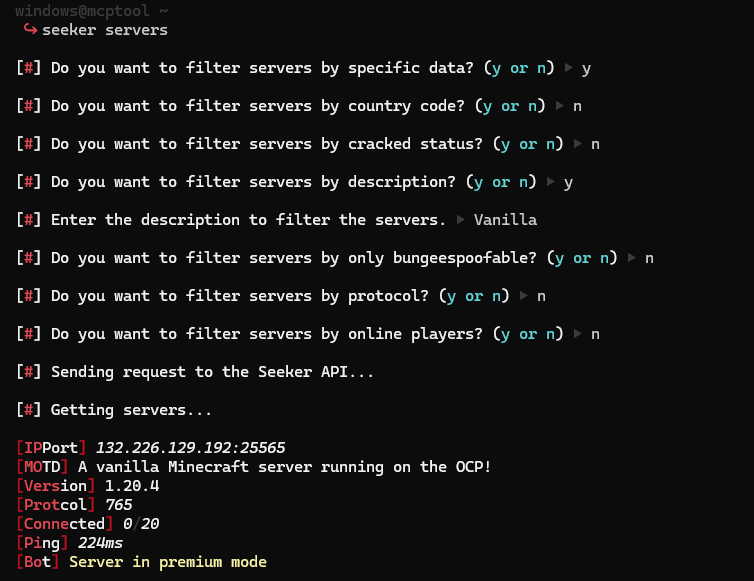 windows@mcptool ~
↪ seeker servers
[#] Do you want to filter servers by specific data? (y or n) ▸ y
[#] Do you want to filter servers by country code? (y or n) ▸ n
[#] Do you want to filter servers by cracked status? (y or n) ▸ n
[#] Do you want to filter servers by description? (y or n) ▸ y
[#] Enter the description to filter the servers. ▸ Vanilla
[#] Do you want to filter servers by only bungeespoofable? (y or n) ▸ n
[#] Do you want to filter servers by protocol? (y or n) ▸ n
[#] Do you want to filter servers by online players? (y or n) ▸ n
[#] Sending request to the Seeker API...
[#] Getting servers...
[IPPort] 132.226.129.192:25565
[MOTD] A vanilla Minecraft server running on the OCP!
[Version] 1.20.4
[Protcol] 765
[Connected] 0/20
[Ping] 224ms
[Bot] Server in premium mode